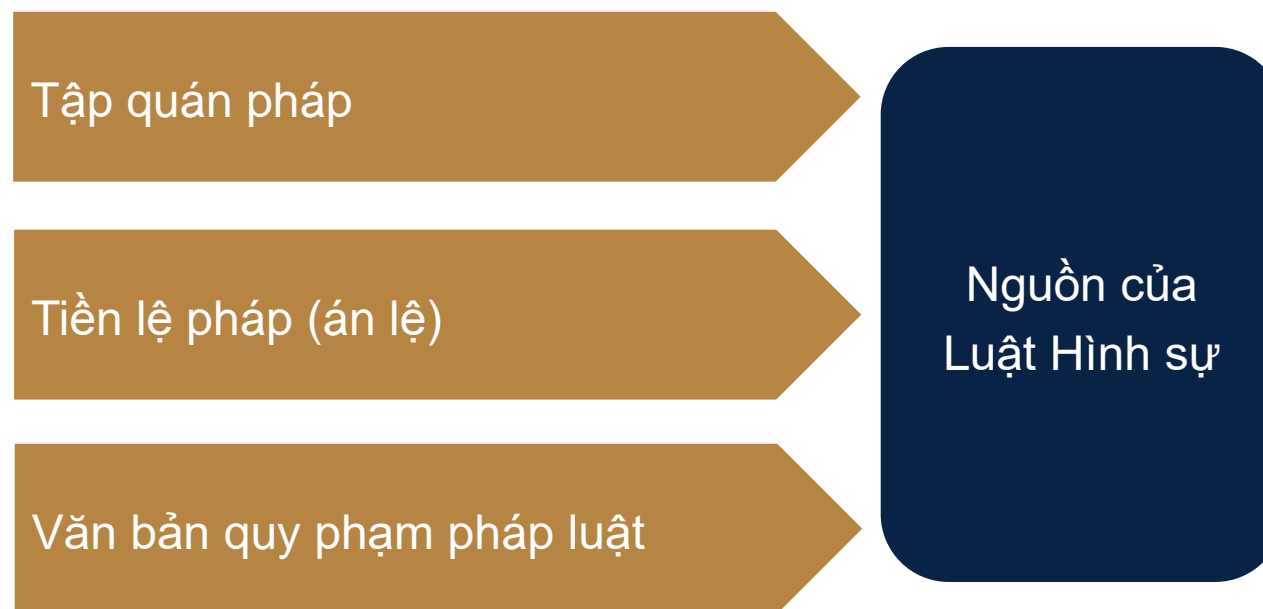 Tập quán pháp
Tiền lệ pháp (án lệ)
Văn bản quy phạm pháp luật
Nguồn của
Luật Hình sự